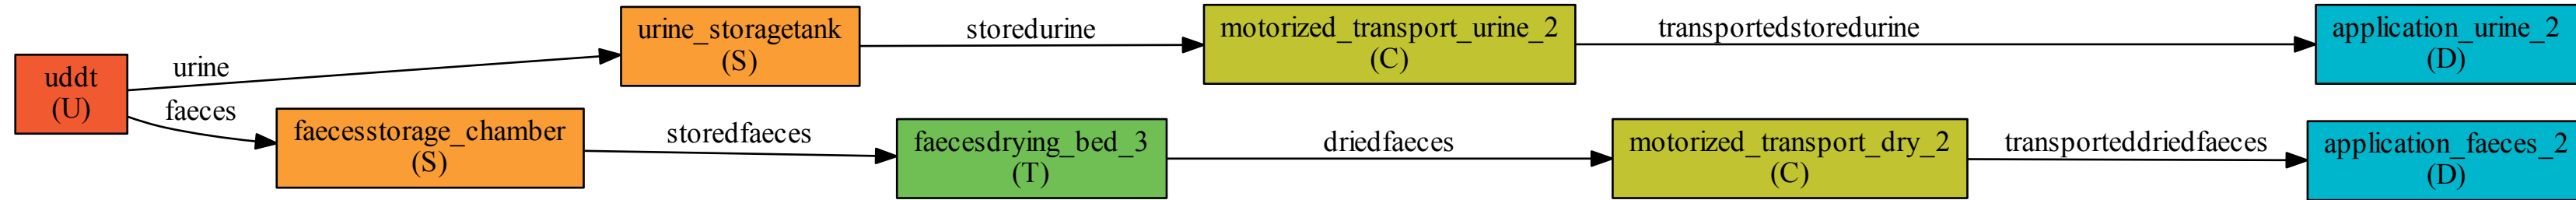 uddt
(U)
urine
faeces
urine_storagetank
(S)
storedurine
motorized_transport_urine_2
(C)
transportedstoredurine
application_urine_2
(D)
faecesstorage_chamber
(S)
storedfaeces
faecesdrying_bed_3
(T)
driedfaeces
motorized_transport_dry_2
(C)
transporteddriedfaeces
application_faeces_2
(D)